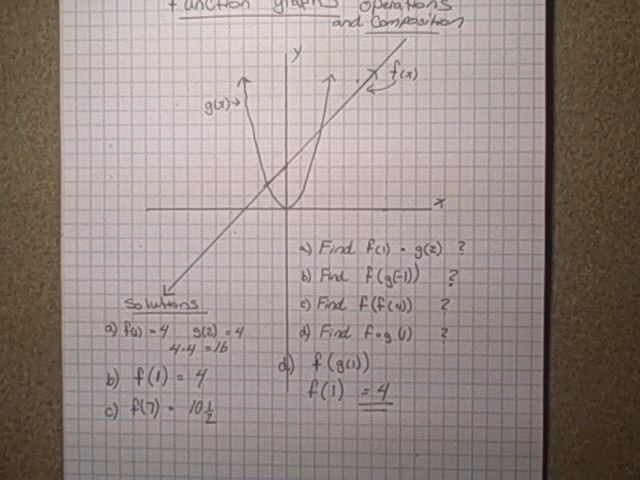 Function graphs operations
and Composition
y
f(x)
g(x)→
x
a) Find f(1) • g(2) ?
b) Find f(g(-1)) ?
c) Find f(f(4)) ?
d) Find f∘g (1) ?
Solutions
a) f(1) = 4 g(2) = 4
4·4 = 16
b) f(1) = 4
c) f(7) = 10½
d) f(g(1))
f(1) = 4